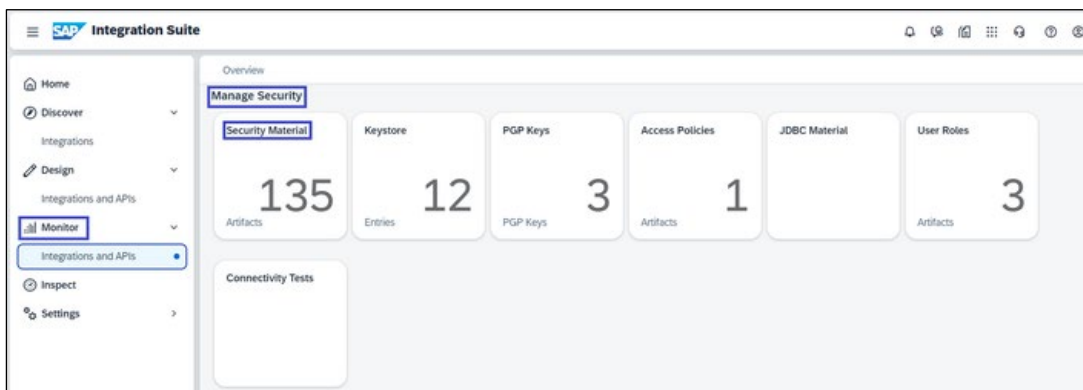 SAP Integration Suite
Home
Discover
Integrations
Design
Integrations and APIs
Monitor
Integrations and APIs
Inspect
Settings
Overview
Manage Security
Security Material
135
Artifacts
Keystore
12
Entries
PGP Keys
3
PGP Keys
Access Policies
1
Artifacts
JDBC Material
User Roles
3
Artifacts
Connectivity Tests